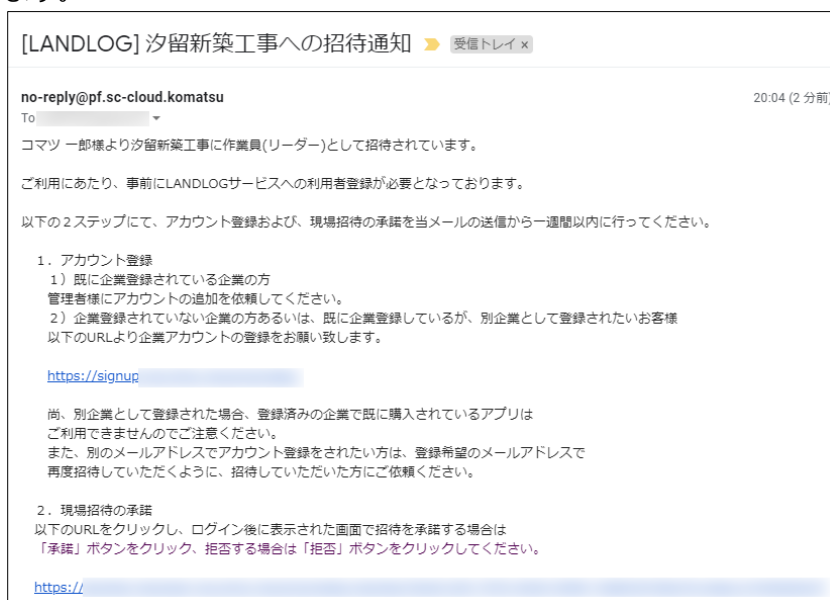 [LANDLOG] 汐留新築工事への招待通知 受信トレイ x
no-reply@pf.sc-cloud.komatsu 20:04 (2 分前)
To
コマツ 一郎様より汐留新築工事に作業員(リーダー)として招待されています。
ご利用にあたり、事前にLANDLOGサービスへの利用者登録が必要となっております。
以下の２ステップにて、アカウント登録および、現場招待の承諾を当メールの送信から一週間以内に行ってください。
１．アカウント登録
１）既に企業登録されている企業の方
管理者様にアカウントの追加を依頼してください。
２）企業登録されていない企業の方あるいは、既に企業登録しているが、別企業として登録されたいお客様
以下のURLより企業アカウントの登録をお願い致します。
https://signup
尚、別企業として登録された場合、登録済みの企業で既に購入されているアプリは
ご利用できませんのでご注意ください。
また、別のメールアドレスでアカウント登録をされたい方は、登録希望のメールアドレスで
再度招待していただくように、招待していただいた方にご依頼ください。
２．現場招待の承諾
以下のURLをクリックし、ログイン後に表示された画面で招待を承諾する場合は
「承諾」ボタンをクリック、拒否する場合は「拒否」ボタンをクリックしてください。
https://